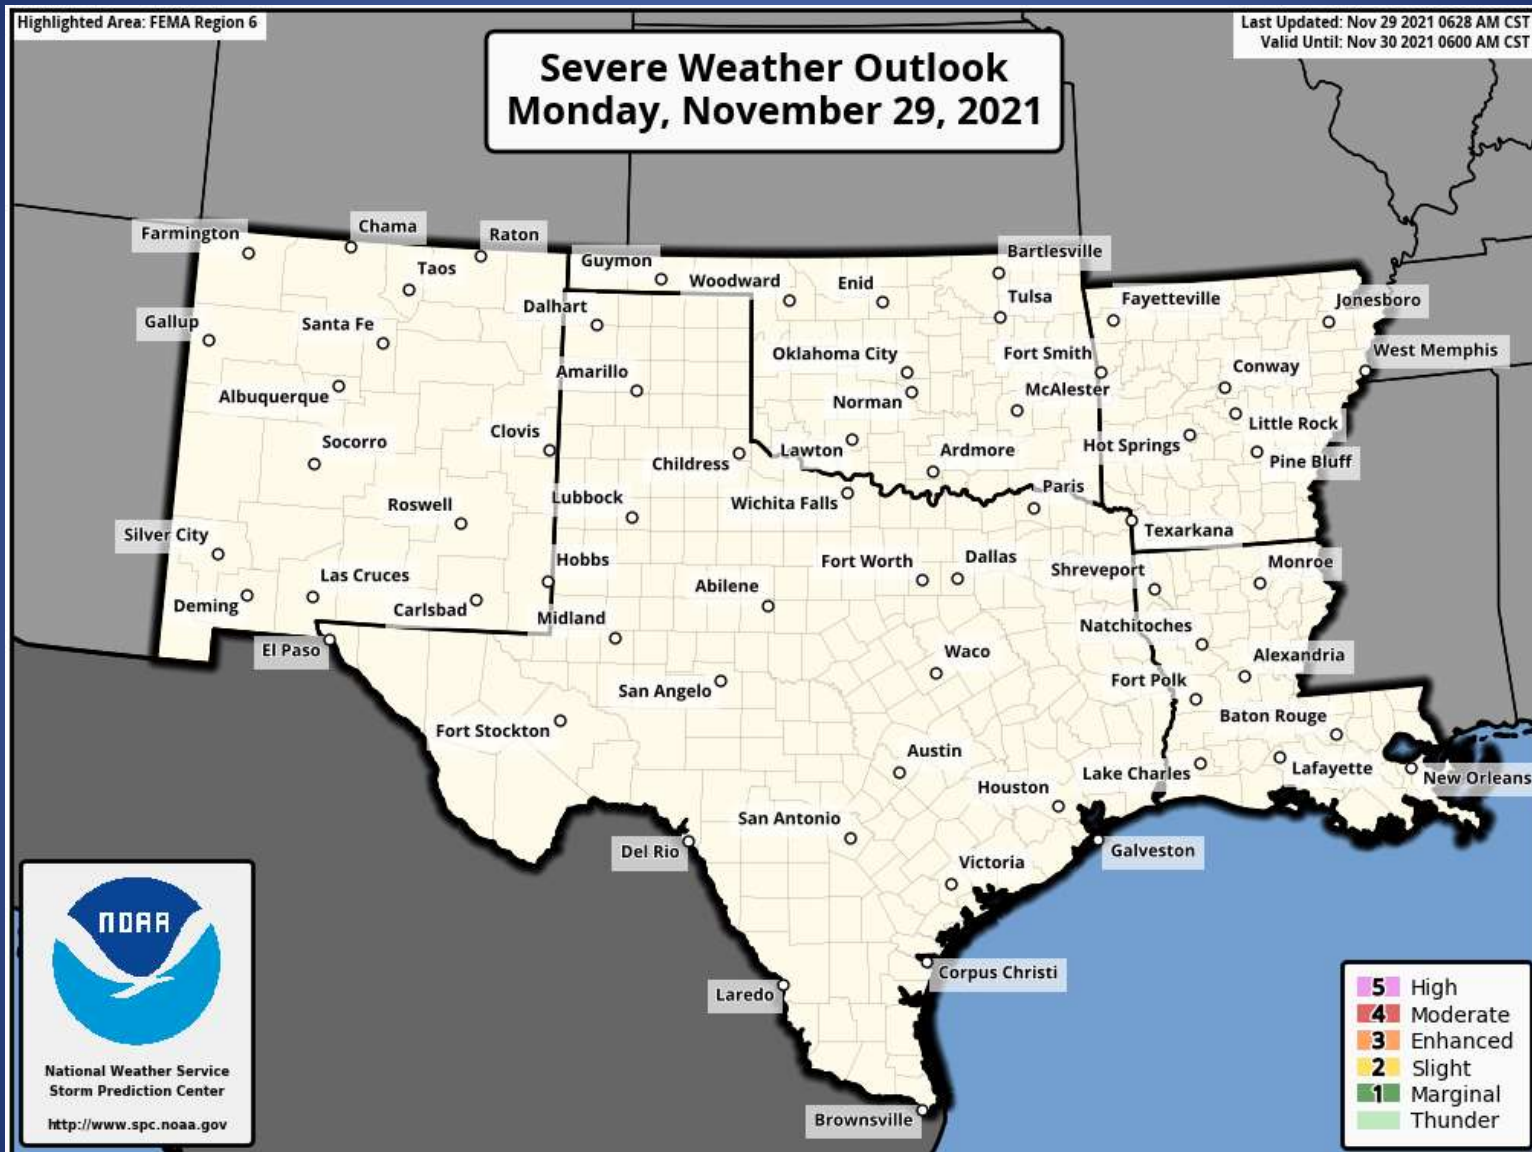 Highlighted Area: FEMA Region 6
Last Updated: Nov 29 2021 0628 AM CST
Valid Until: Nov 30 2021 0600 AM CST
Severe Weather Outlook
Monday, November 29, 2021
Farmington
Chama
Raton
Taos
Guymon
Woodward
Enid
Bartlesville
Tulsa
Fayetteville
Jonesboro
Gallup
Santa Fe
Dalhart
Oklahoma City
Fort Smith
West Memphis
Amarillo
Conway
Albuquerque
Norman
McAlester
Little Rock
Socorro
Clovis
Childress
Lawton
Ardmore
Hot Springs
Pine Bluff
Roswell
Lubbock
Wichita Falls
Paris
Texarkana
Silver City
Las Cruces
Hobbs
Fort Worth
Dallas
Shreveport
Monroe
Deming
Carlsbad
Midland
Abilene
Natchitoches
El Paso
San Angelo
Waco
Fort Polk
Alexandria
Fort Stockton
Baton Rouge
Austin
Houston
Lake Charles
Lafayette
New Orleans
San Antonio
Del Rio
Victoria
Galveston
Laredo
Corpus Christi
Brownsville
NOAA
National Weather Service
Storm Prediction Center
http://www.spc.noaa.gov
5 High
4 Moderate
3 Enhanced
2 Slight
1 Marginal
Thunder